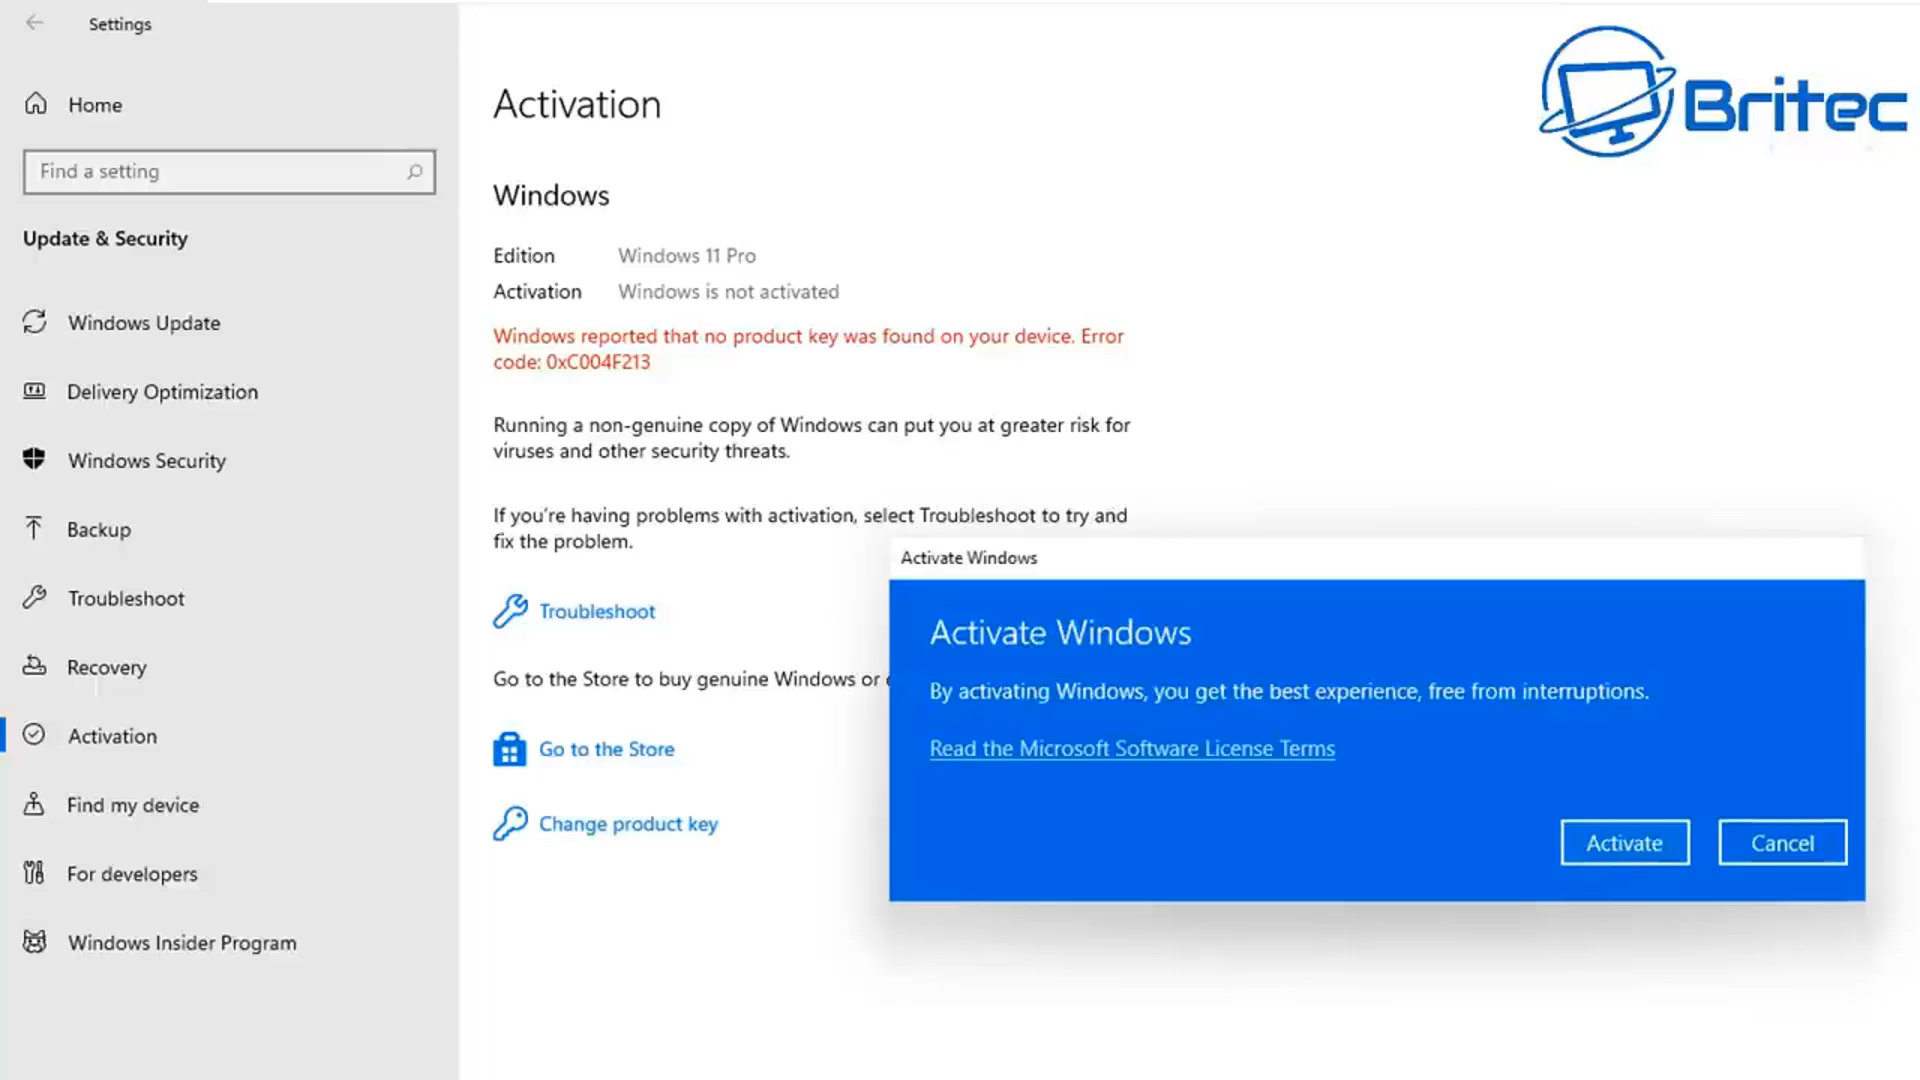 Settings
Home
Find a setting
Update & Security
Windows Update
Delivery Optimization
Windows Security
Backup
Troubleshoot
Recovery
Activation
Find my device
For developers
Windows Insider Program
Britec
Activation
Windows
Edition Windows 11 Pro
Activation Windows is not activated
Windows reported that no product key was found on your device. Error
code: 0xC004F213
Running a non-genuine copy of Windows can put you at greater risk for
viruses and other security threats.
If you're having problems with activation, select Troubleshoot to try and
fix the problem.
Troubleshoot
Go to the Store to buy genuine Windows or
Go to the Store
Change product key
Activate Windows
Activate Windows
By activating Windows, you get the best experience, free from interruptions.
Read the Microsoft Software License Terms
Activate
Cancel